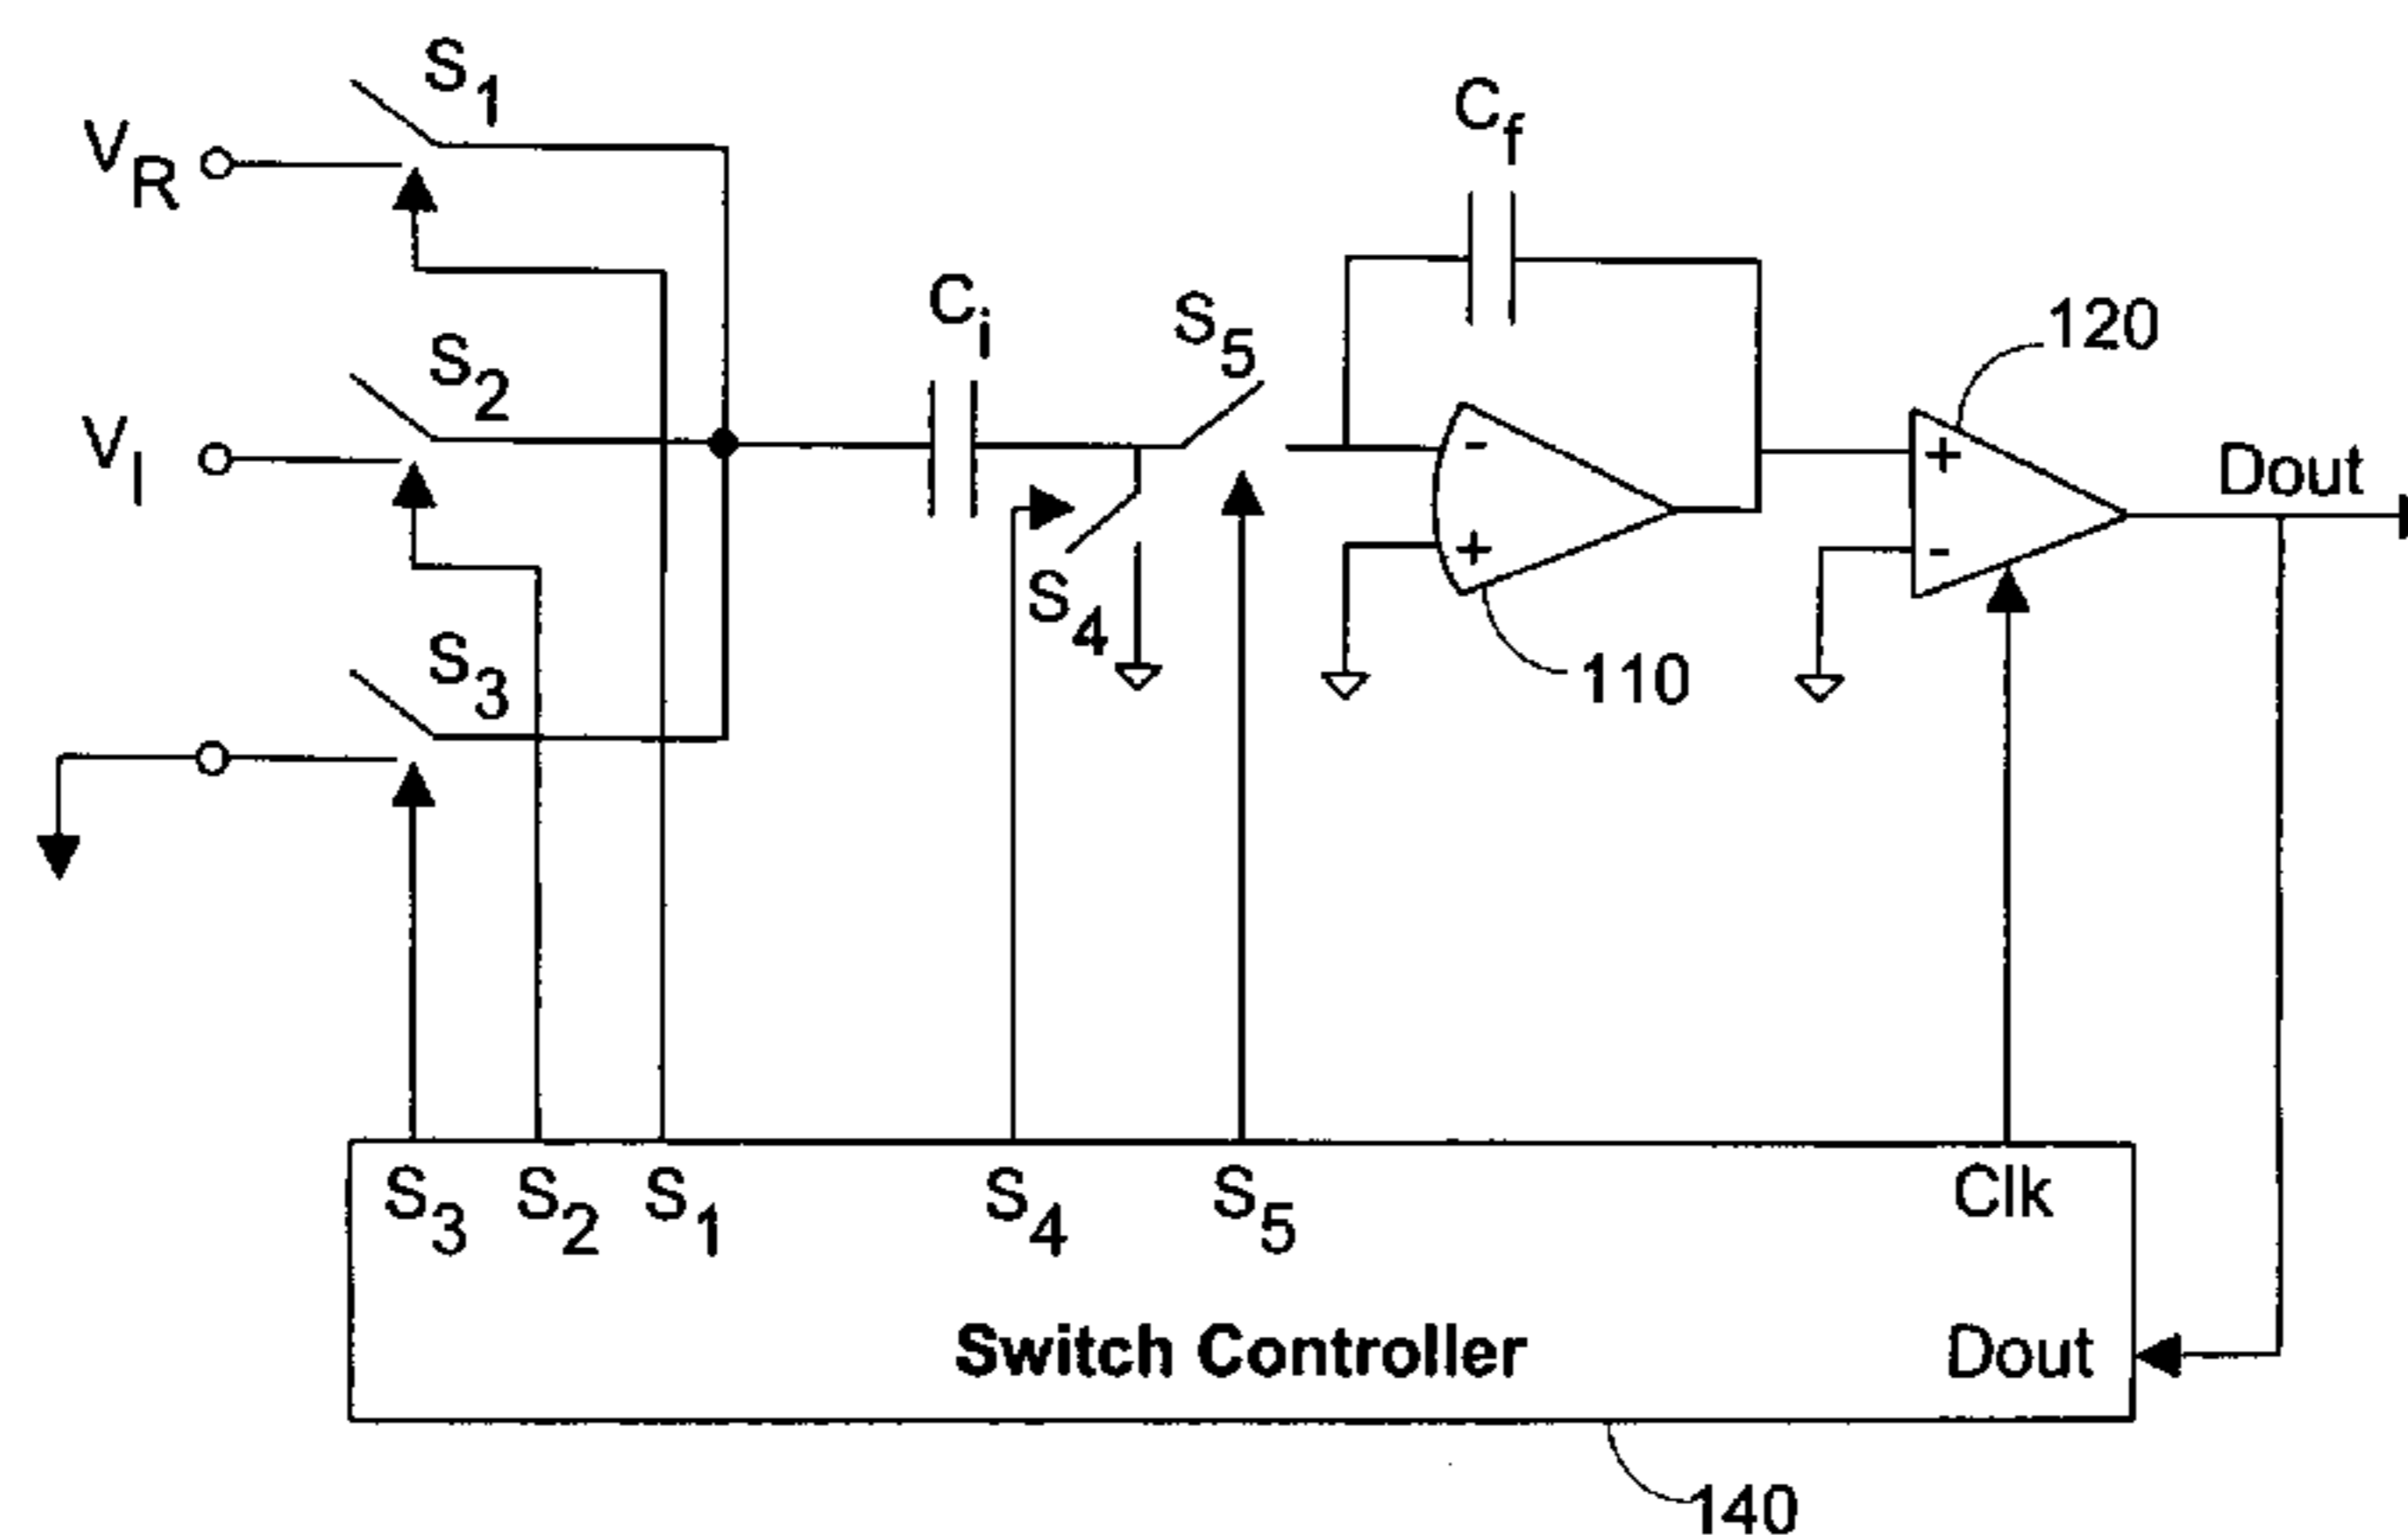 S1
VR
Cf
Ci
S5
120
S2
VI
+
-
Dout
-
+
S4
110
S3
S3 S2 S1 S4 S5 Clk
Switch Controller
Dout
140